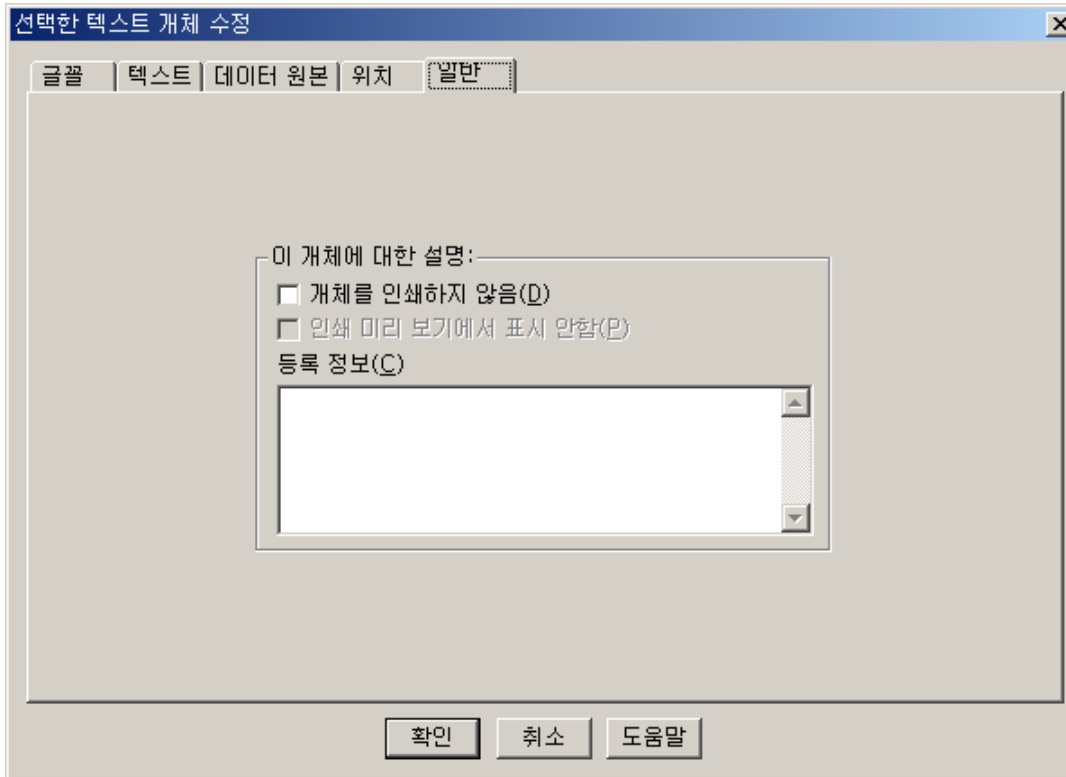 선택한 텍스트 개체 수정
글꼴 텍스트 데이터 원본 위치 일반
이 개체에 대한 설명:
개체를 인쇄하지 않음(D)
인쇄 미리 보기에서 표시 안함(P)
등록 정보(C)
확인 취소 도움말